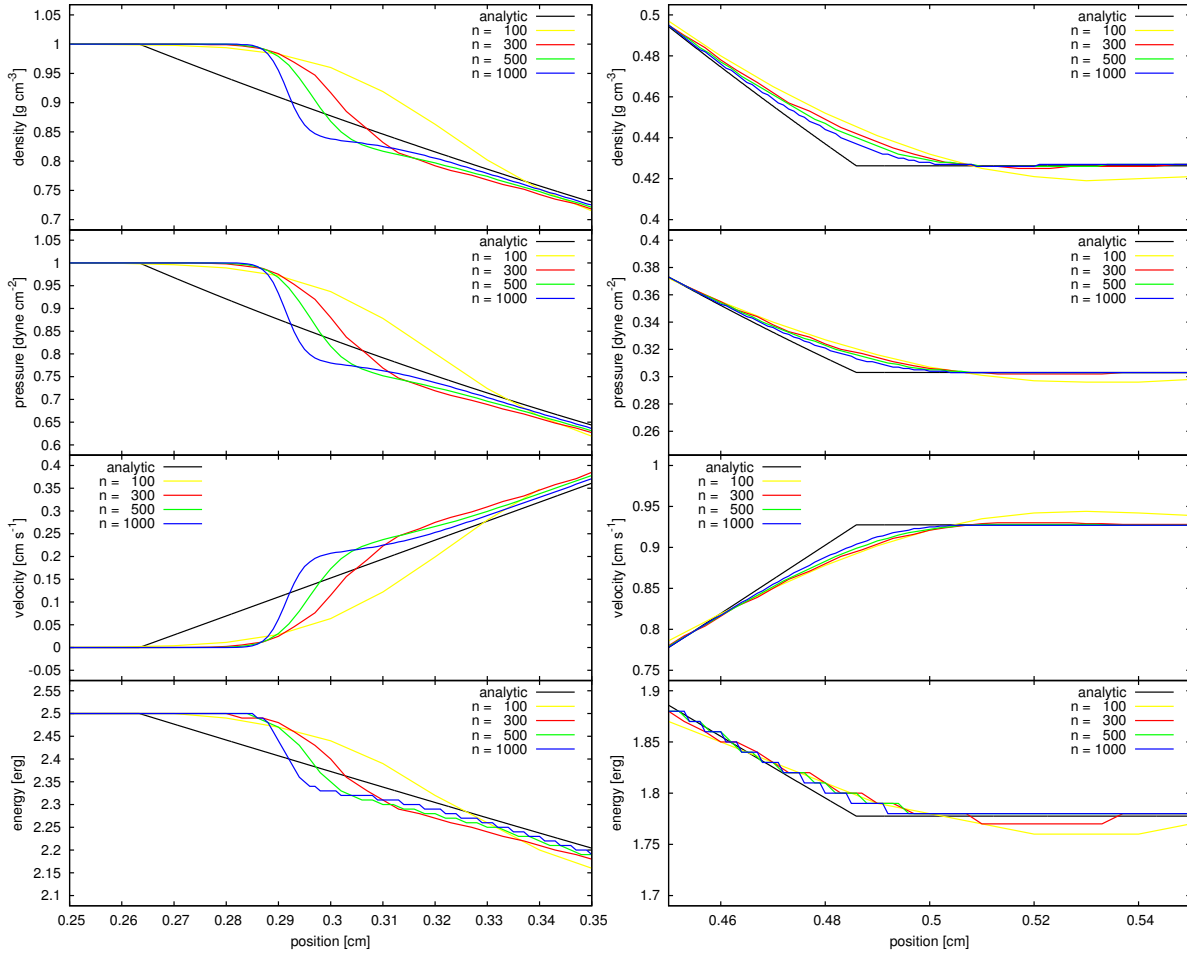 1.05
1
0.95
0.9
0.85
0.8
0.75
0.7
density [g cm-3]
analytic
n = 100
n = 300
n = 500
n = 1000
0.5
0.48
0.46
0.44
0.42
0.4
density [g cm-3]
analytic
n = 100
n = 300
n = 500
n = 1000
1.05
1
0.95
0.9
0.85
0.8
0.75
0.7
0.65
0.6
pressure [dyne cm-2]
analytic
n = 100
n = 300
n = 500
n = 1000
0.4
0.38
0.36
0.34
0.32
0.3
0.28
0.26
0.24
pressure [dyne cm-2]
analytic
n = 100
n = 300
n = 500
n = 1000
0.4
0.35
0.3
0.25
0.2
0.15
0.1
0.05
0
-0.05
velocity [cm s-1]
analytic
n = 100
n = 300
n = 500
n = 1000
1
0.95
0.9
0.85
0.8
0.75
velocity [cm s-1]
analytic
n = 100
n = 300
n = 500
n = 1000
2.55
2.5
2.45
2.4
2.35
2.3
2.25
2.2
2.15
2.1
energy [erg]
analytic
n = 100
n = 300
n = 500
n = 1000
0.25 0.26 0.27 0.28 0.29 0.3 0.31 0.32 0.33 0.34 0.35
position [cm]
1.9
1.85
1.8
1.75
1.7
energy [erg]
analytic
n = 100
n = 300
n = 500
n = 1000
0.46 0.48 0.5 0.52 0.54
position [cm]